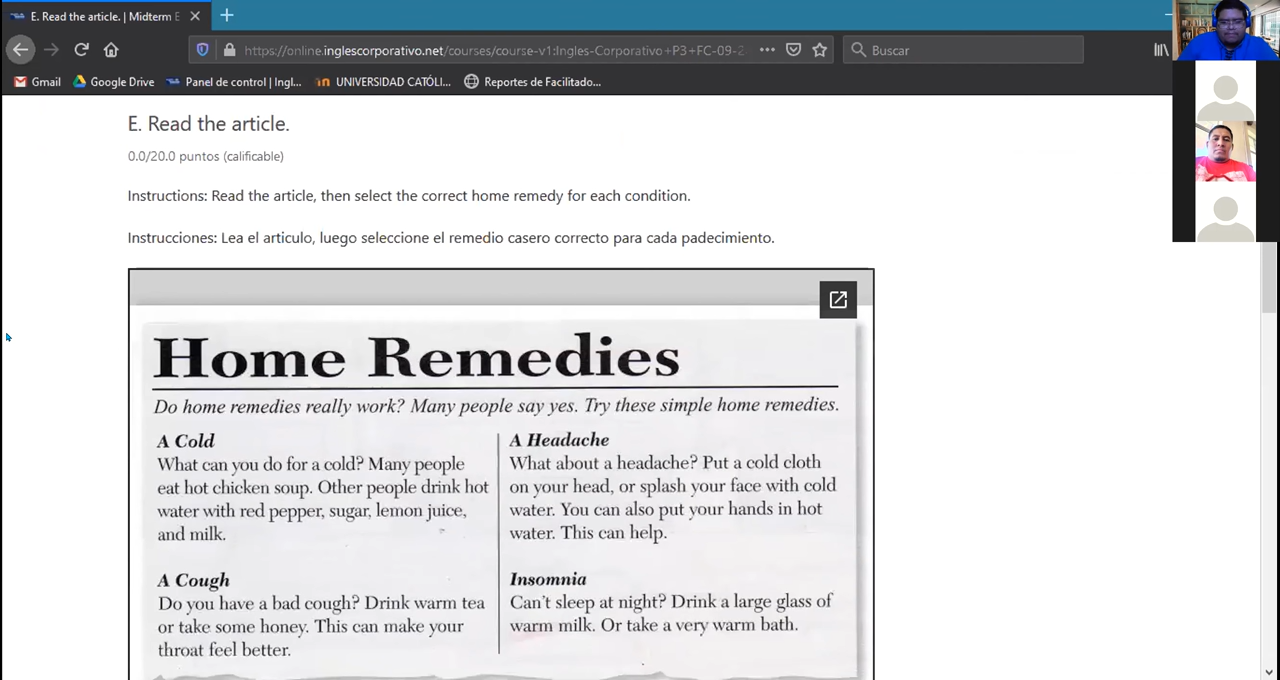 E. Read the article. | Midterm E
https://online.inglescorporativo.net/courses/course-v1:Ingles-Corporativo+P3+FC-09-2
Buscar
Gmail
Google Drive
Panel de control | Ingl...
UNIVERSIDAD CATÓLI...
Reportes de Facilitado...
E. Read the article.
0.0/20.0 puntos (calificable)
Instructions: Read the article, then select the correct home remedy for each condition.
Instrucciones: Lea el articulo, luego seleccione el remedio casero correcto para cada padecimiento.
Home Remedies
Do home remedies really work? Many people say yes. Try these simple home remedies.
A Cold
What can you do for a cold? Many people
eat hot chicken soup. Other people drink hot
water with red pepper, sugar, lemon juice,
and milk.
A Cough
Do you have a bad cough? Drink warm tea
or take some honey. This can make your
throat feel better.
A Headache
What about a headache? Put a cold cloth
on your head, or splash your face with cold
water. You can also put your hands in hot
water. This can help.
Insomnia
Can't sleep at night? Drink a large glass of
warm milk. Or take a very warm bath.